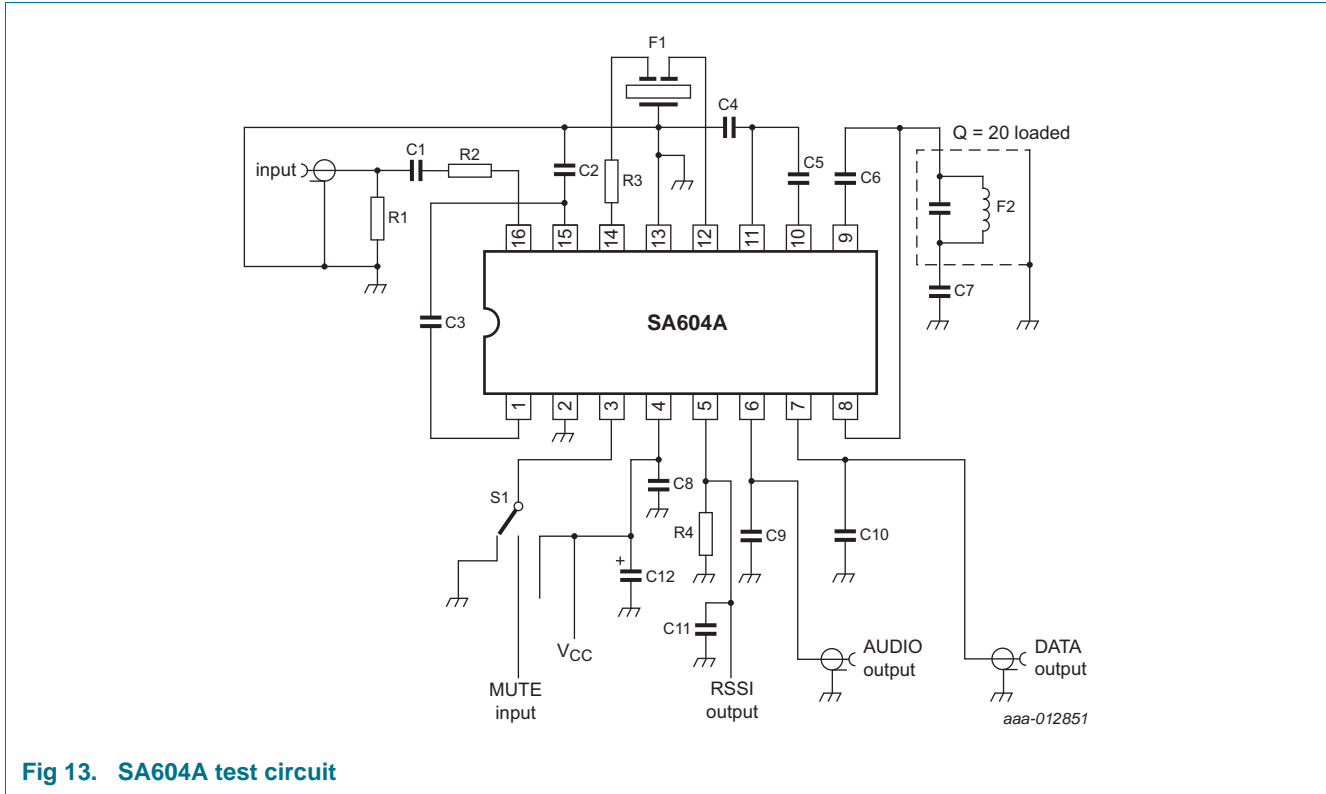 F1
C4
Q = 20 loaded
C1
R2
C2
R3
C5
C6
F2
input
R1
16
15
14
13
12
11
10
9
C7
C3
SA604A
1
2
3
4
5
6
7
8
S1
C8
R4
C9
C10
+
C12
C11
VCC
AUDIO
output
DATA
output
MUTE
input
RSSI
output
aaa-012851
Fig 13. SA604A test circuit